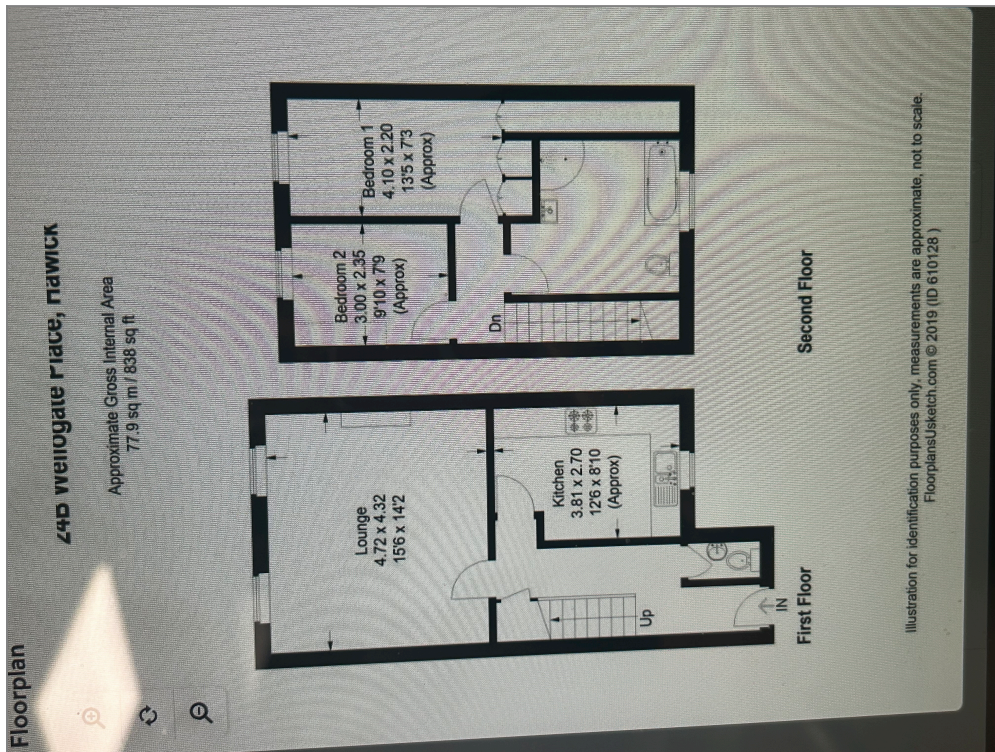 Floorplan
24B Wellogate Place, Hawick
Approximate Gross Internal Area
77.9 sq m / 838 sq ft
Lounge
4.72 x 4.32
15'6 x 14'2
Kitchen
3.81 x 2.70
12'6 x 8'10
(Approx)
Up
IN
First Floor
Bedroom 2
3.00 x 2.35
9'10 x 7'9
(Approx)
Bedroom 1
4.10 x 2.20
13'5 x 7'3
(Approx)
Dn
Second Floor
Illustration for identification purposes only, measurements are approximate, not to scale.
FloorplansUsketch.com © 2019 (ID 610128 )